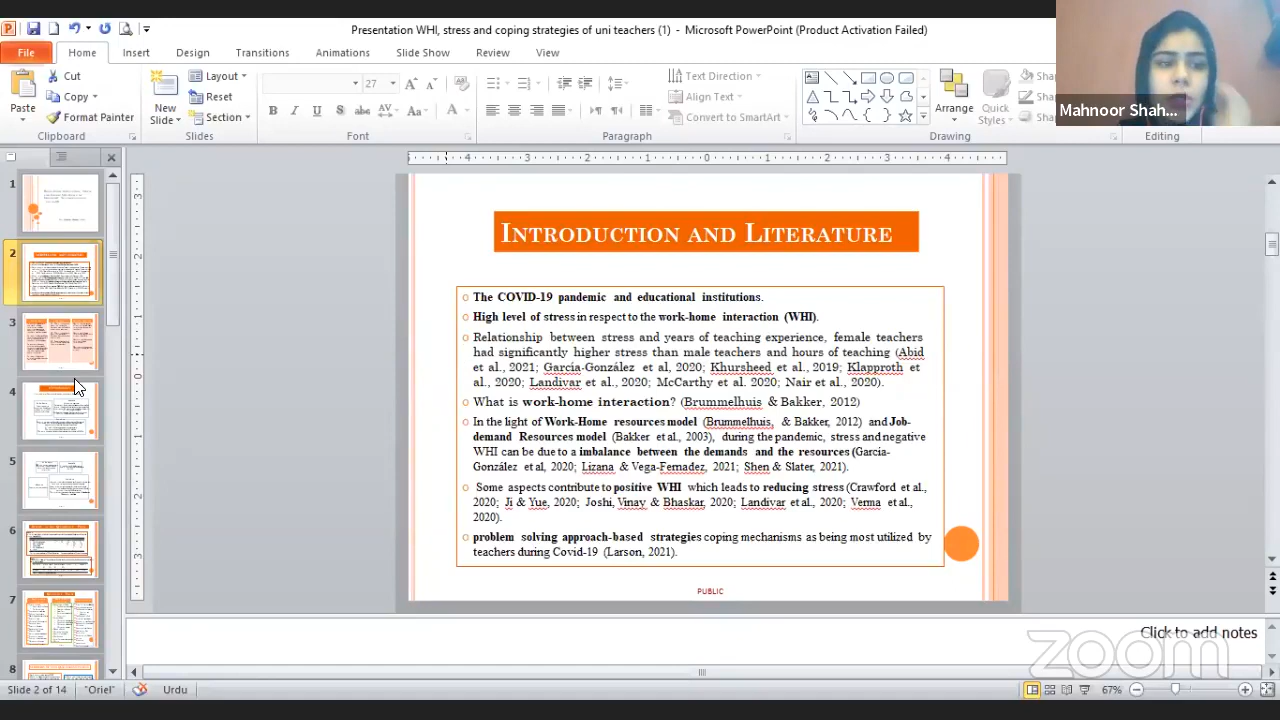 Presentation WHI, stress and coping strategies of uni teachers (1) - Microsoft PowerPoint (Product Activation Failed)
File Home Insert Design Transitions Animations Slide Show Review View
Cut
Copy
Format Painter
Paste
Clipboard
New
Slide
Layout
Reset
Section
Slides
27
Font
Text Direction
Align Text
Convert to SmartArt
Paragraph
Arrange
Quick
Styles
Drawing
Editing
Mahnoor Shah...
INTRODUCTION AND LITERATURE
The COVID-19 pandemic and educational institutions.
High level of stress in respect to the work-home interaction (WHI).
Relationship between stress and years of teaching experience, female teachers
had significantly higher stress than male teachers and hours of teaching (Abid
et al., 2021; García-González et al, 2020; Khursheed et al., 2019; Klapproth et
al., 2020; Landivar et al., 2020; McCarthy et al. 2020; Nair et al., 2020).
What is work-home interaction? (Brummelhuis & Bakker, 2012)
In the light of Work-Home resources model (Brummelhuis, & Bakker, 2012) and Job-
demand Resources model (Bakker et al., 2003), during the pandemic, stress and negative
WHI can be due to a imbalance between the demands and the resources (Garcia-
González et al, 2020; Lizana & Vega-Fernadez, 2021; Shen & Slater, 2021).
Some aspects contribute to positive WHI which leads to reducing stress (Crawford et al.,
2020; Ji & Yue, 2020; Joshi, Vinay & Bhaskar 2020; Landivar et al., 2020; Verma et al.,
2020).
problem solving approach-based strategies coping mechanisms as being most utilized by
teachers during Covid-19 (Larson, 2021).
PUBLIC
1
2
3
4
5
6
7
8
Click to add notes
zoom
Slide 2 of 14 "Oriel" Urdu 67%